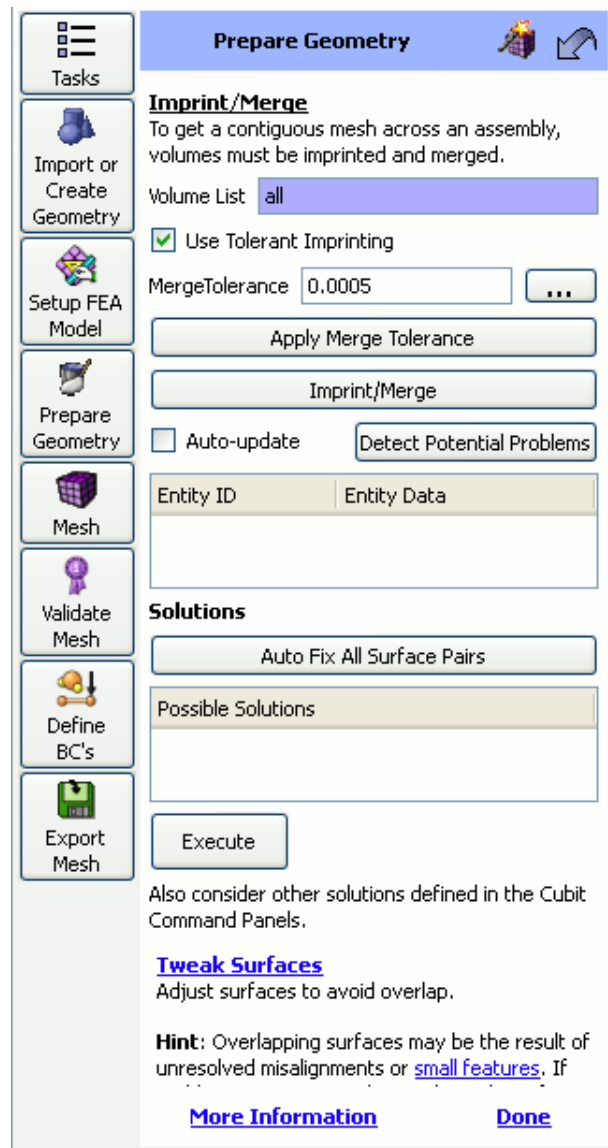 Tasks
Import or
Create
Geometry
Setup FEA
Model
Prepare
Geometry
Mesh
Validate
Mesh
Define
BC's
Export
Mesh
Prepare Geometry
Imprint/Merge
To get a contiguous mesh across an assembly,
volumes must be imprinted and merged.
Volume List all
Use Tolerant Imprinting
MergeTolerance 0.0005 ...
Apply Merge Tolerance
Imprint/Merge
Auto-update Detect Potential Problems
Entity ID Entity Data
Solutions
Auto Fix All Surface Pairs
Possible Solutions
Execute
Also consider other solutions defined in the Cubit
Command Panels.
Tweak Surfaces
Adjust surfaces to avoid overlap.
Hint: Overlapping surfaces may be the result of
unresolved misalignments or small features. If
More Information Done